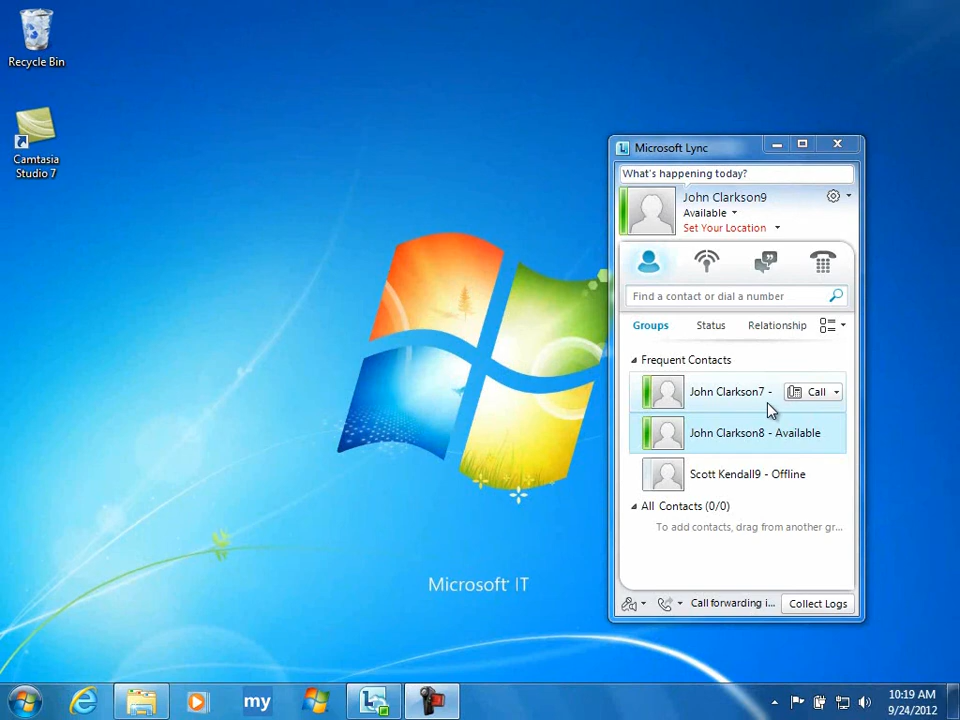 Recycle Bin
Camtasia
Studio 7
Microsoft Lync
What's happening today?
John Clarkson9
Available
Set Your Location
Find a contact or dial a number
Groups Status Relationship
Frequent Contacts
John Clarkson7 - Call
John Clarkson8 - Available
Scott Kendall9 - Offline
All Contacts (0/0)
To add contacts, drag from another gr...
Call forwarding i... Collect Logs
Microsoft IT
my
10:19 AM
9/24/2012